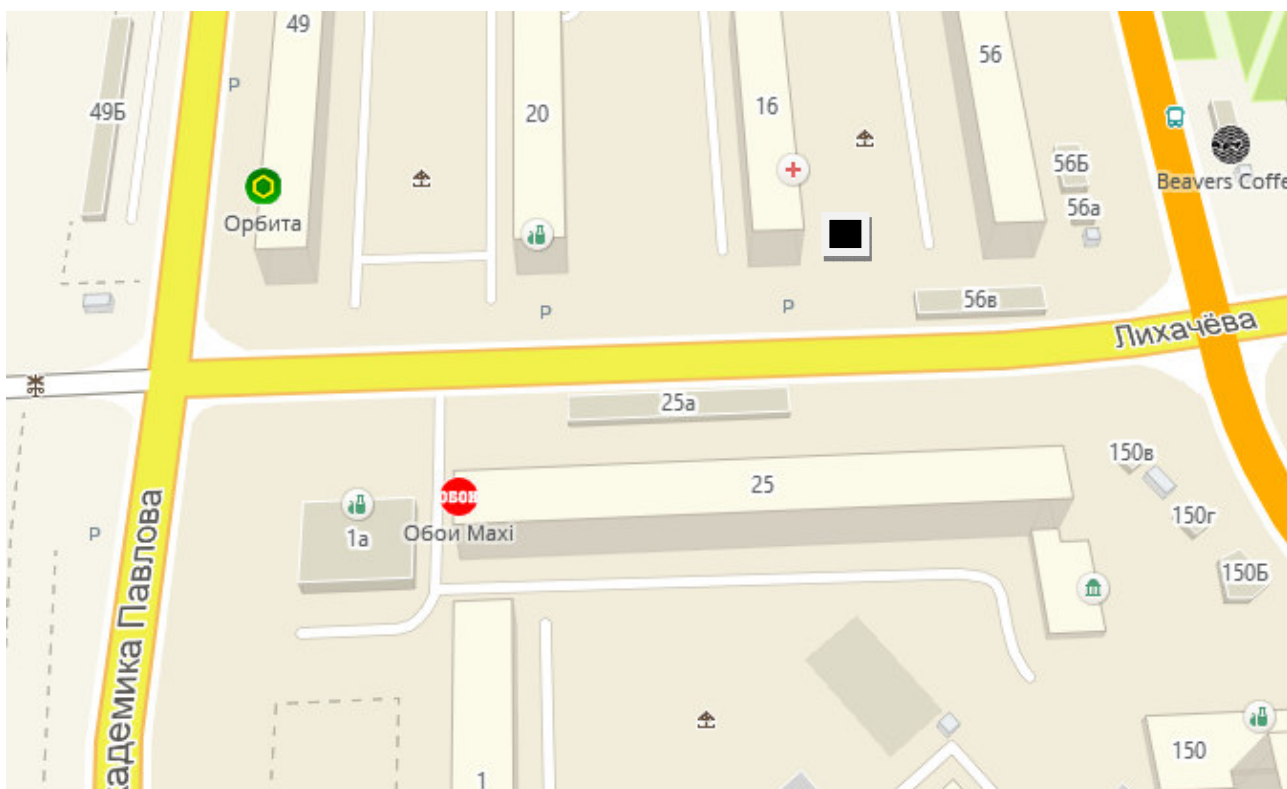 49
P
49Б
20
16
56
56Б
56а
Beavers Coffe
Орбита
56в
P
P
Лихачёва
25а
150в
25
ОБОИ
Обои Maxi
1а
150г
P
150Б
кадемика Павлова
150
1